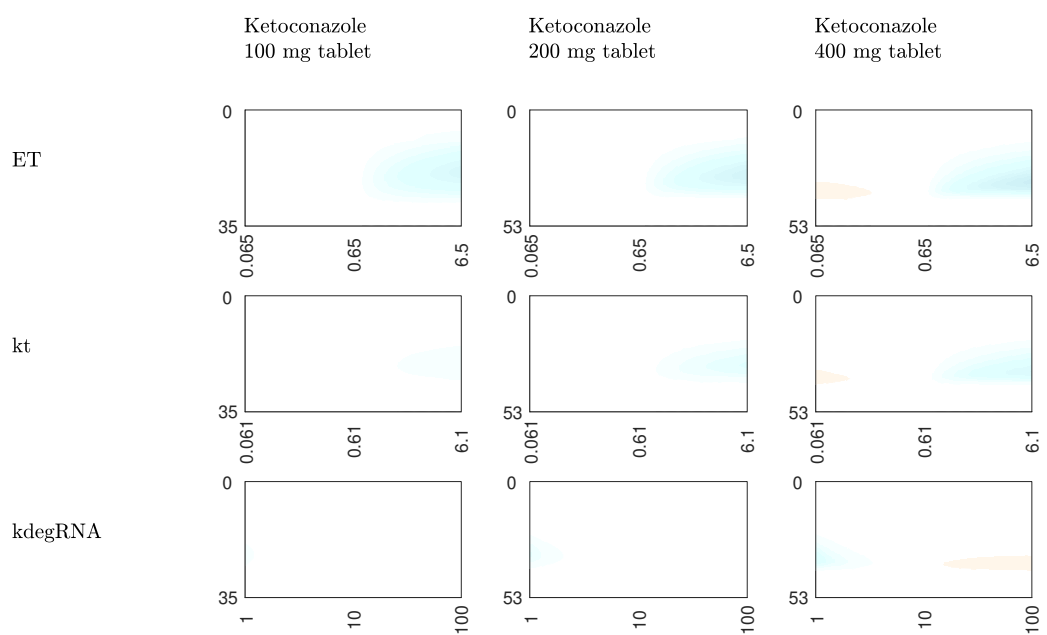 Ketoconazole Ketoconazole Ketoconazole
100 mg tablet 200 mg tablet 400 mg tablet
0 0 0
ET
35 53 53
0.065 0.65 6.5 0.065 0.65 6.5 0.065 0.65 6.5
0 0 0
kt
35 53 53
0.061 0.61 6.1 0.061 0.61 6.1 0.061 0.61 6.1
0 0 0
kdegRNA
35 53 53
1 10 100 1 10 100 1 10 100